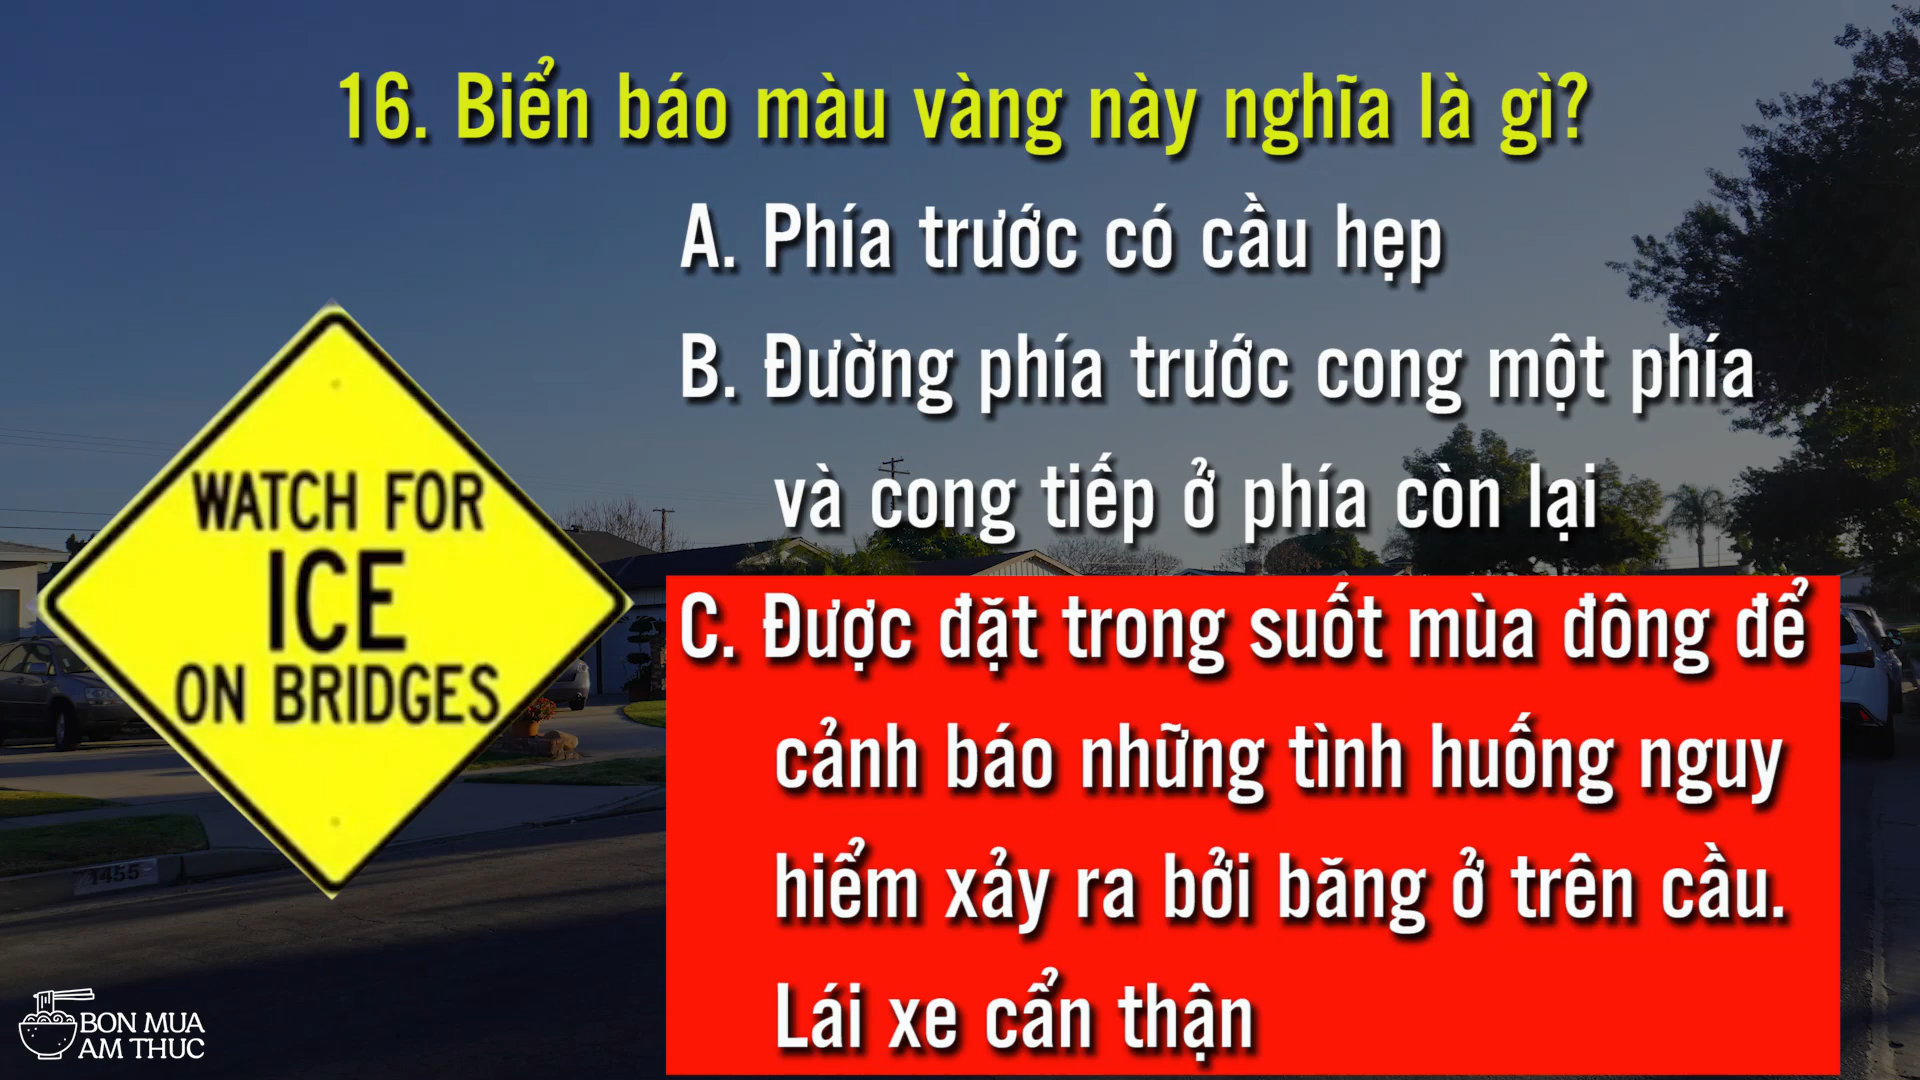 16. Biển báo màu vàng này nghĩa là gì?
A. Phía trước có cầu hẹp
B. Đường phía trước cong một phía
và cong tiếp ở phía còn lại
C. Được đặt trong suốt mùa đông để
cảnh báo những tình huống nguy
hiểm xảy ra bởi băng ở trên cầu.
Lái xe cẩn thận
WATCH FOR
ICE
ON BRIDGES
1455
BON MUA
AM THUC